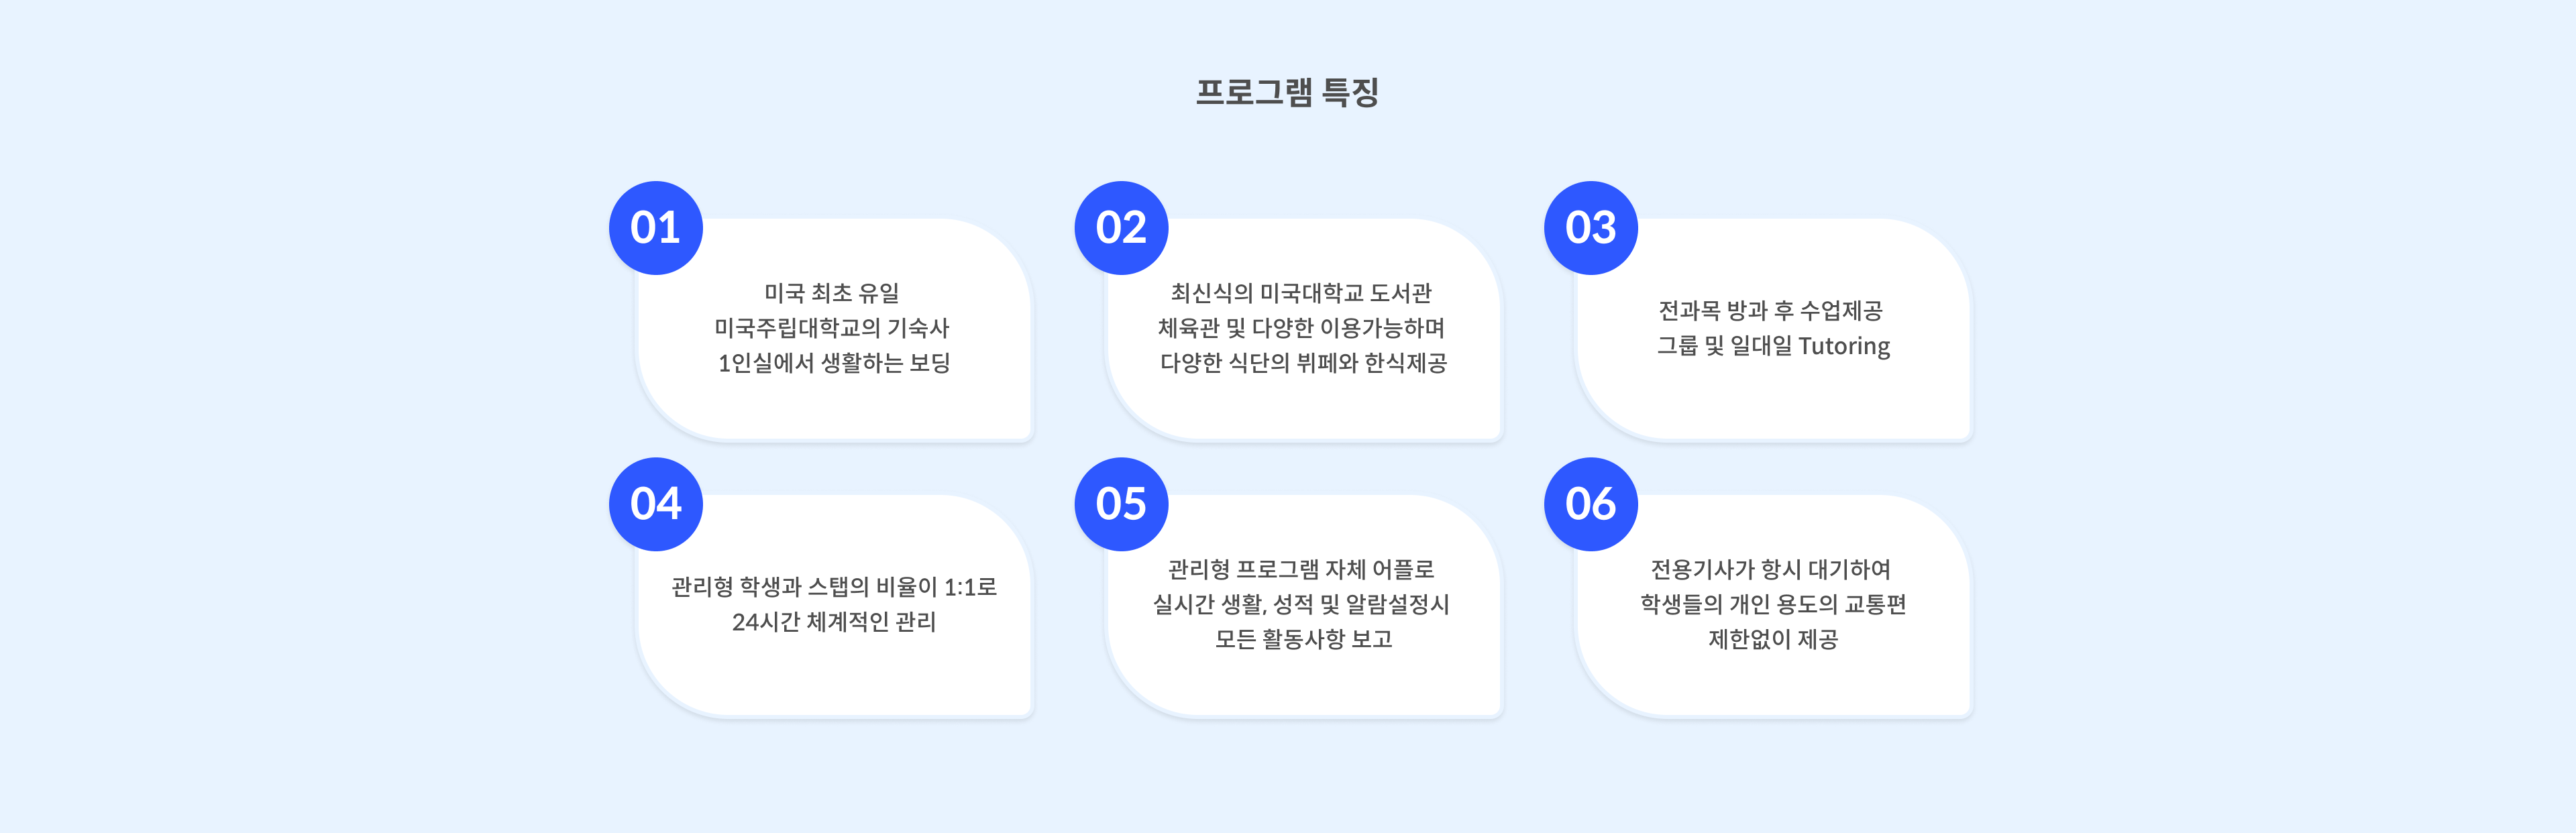 프로그램 특징
01
미국 최초 유일
미국주립대학교의 기숙사
1인실에서 생활하는 보딩
02
최신식의 미국대학교 도서관
체육관 및 다양한 이용가능하며
다양한 식단의 뷔페와 한식제공
03
전과목 방과 후 수업제공
그룹 및 일대일 Tutoring
04
관리형 학생과 스탭의 비율이 1:1로
24시간 체계적인 관리
05
관리형 프로그램 자체 어플로
실시간 생활, 성적 및 알람설정시
모든 활동사항 보고
06
전용기사가 항시 대기하여
학생들의 개인 용도의 교통편
제한없이 제공